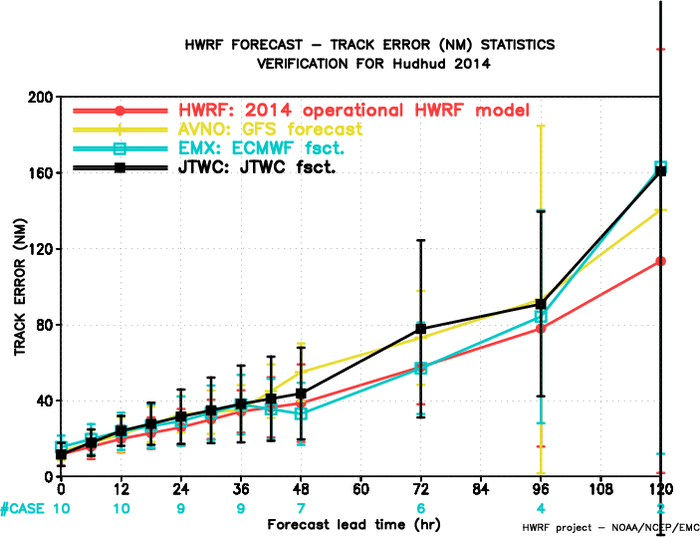 HWRF FORECAST – TRACK ERROR (NM) STATISTICS
VERIFICATION FOR Hudhud 2014
HWRF: 2014 operational HWRF model
AVNO: GFS forecast
EMX: ECMWF fsct.
JTWC: JTWC fsct.
TRACK ERROR (NM)
200
160
120
80
40
0
0 12 24 36 48 60 72 84 96 108 120
#CASE 10 10 9 9 7 6 4 2
Forecast lead time (hr)
HWRF project – NOAA/NCEP/EMC